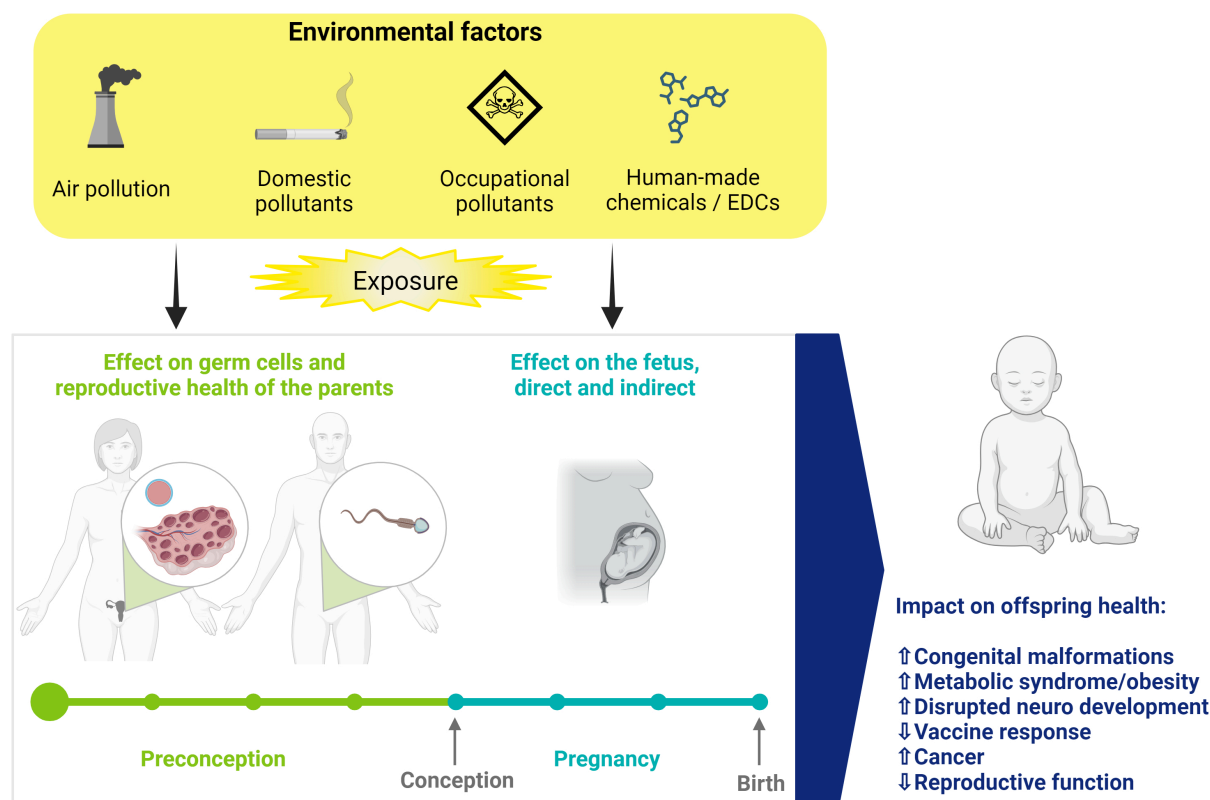 Environmental factors
Air pollution
Domestic
pollutants
Occupational
pollutants
Human-made
chemicals / EDCs
Exposure
Effect on germ cells and
reproductive health of the parents
Effect on the fetus,
direct and indirect
Preconception
Conception
Pregnancy
Birth
Impact on offspring health:
⇧Congenital malformations
⇧Metabolic syndrome/obesity
⇧Disrupted neuro development
⇩Vaccine response
⇧Cancer
⇩Reproductive function